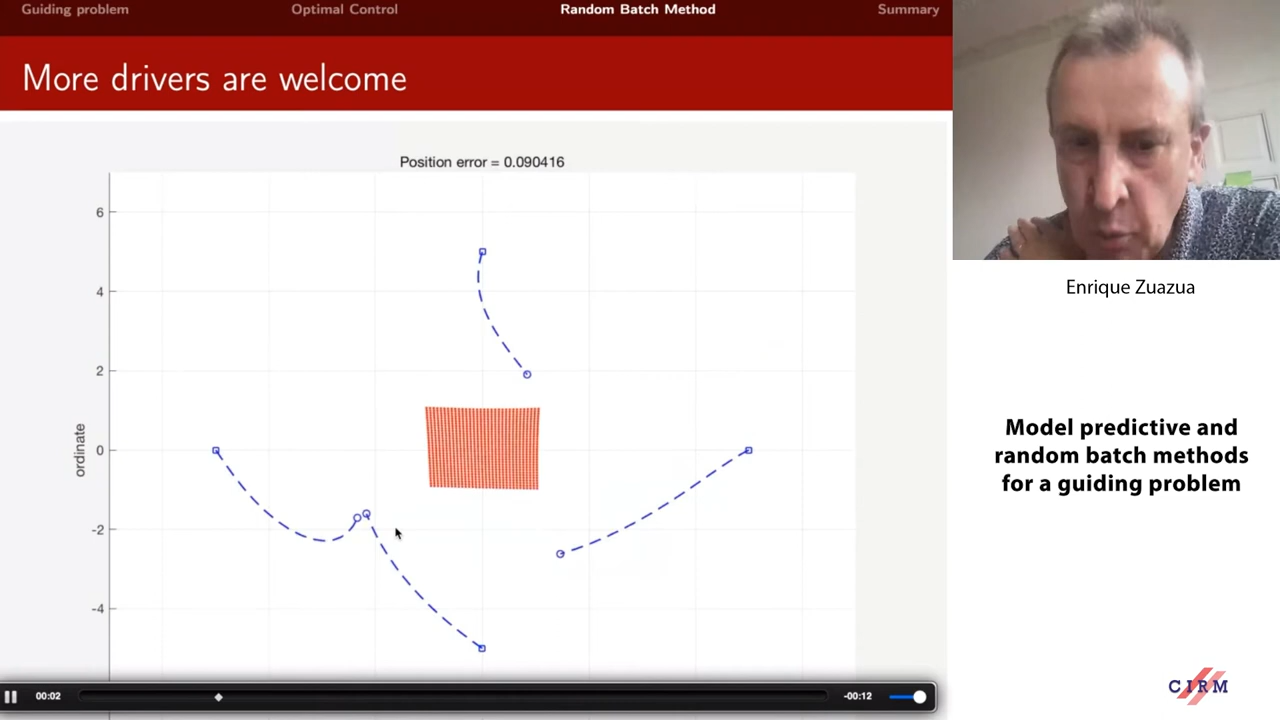 Guiding problem Optimal Control Random Batch Method Summary
More drivers are welcome
Position error = 0.090416
6
4
2
0
-2
-4
ordinate
00:02 -00:12
Enrique Zuazua
Model predictive and
random batch methods
for a guiding problem
CIRM